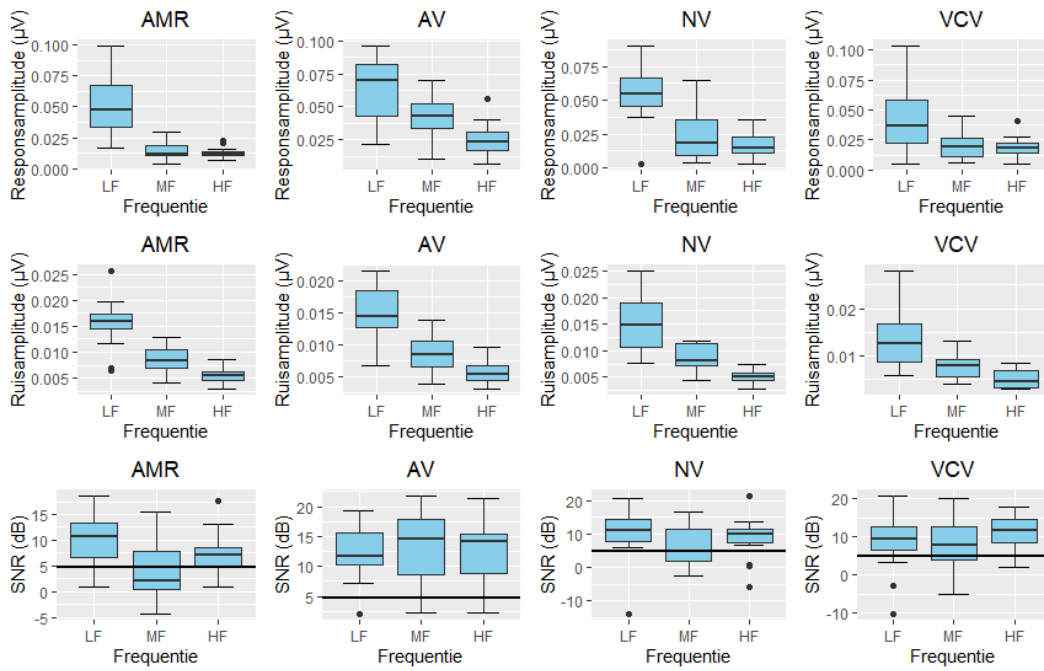 AMR
AV
NV
VCV
Responsamplitude (µV)
0.100
0.075
0.050
0.025
0.000
LF MF HF
Frequentie
Responsamplitude (µV)
0.100
0.075
0.050
0.025
LF MF HF
Frequentie
Responsamplitude (µV)
0.075
0.050
0.025
0.000
LF MF HF
Frequentie
Responsamplitude (µV)
0.100
0.075
0.050
0.025
0.000
LF MF HF
Frequentie
AMR
AV
NV
VCV
Ruisamplitude (µV)
0.025
0.020
0.015
0.010
0.005
LF MF HF
Frequentie
Ruisamplitude (µV)
0.020
0.015
0.010
0.005
LF MF HF
Frequentie
Ruisamplitude (µV)
0.025
0.020
0.015
0.010
0.005
LF MF HF
Frequentie
Ruisamplitude (µV)
0.02
0.01
LF MF HF
Frequentie
AMR
AV
NV
VCV
SNR (dB)
15
10
5
0
-5
LF MF HF
Frequentie
SNR (dB)
20
15
10
5
LF MF HF
Frequentie
SNR (dB)
20
10
0
-10
LF MF HF
Frequentie
SNR (dB)
20
10
0
-10
LF MF HF
Frequentie